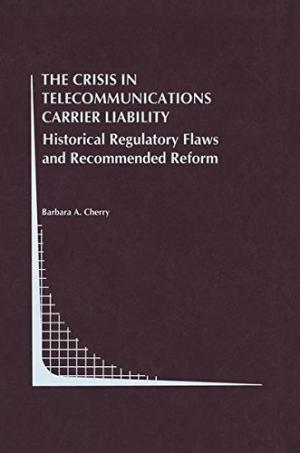 THE CRISIS IN
TELECOMMUNICATIONS
CARRIER LIABILITY
Historical Regulatory Flaws
and Recommended Reform
Barbara A. Cherry